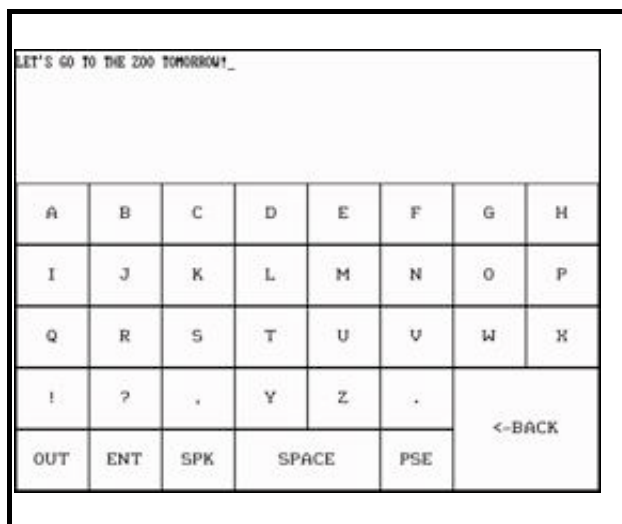 LET'S GO TO THE ZOO TOMORROW!_
A B C D E F G H
I J K L M N O P
Q R S T U V W X
! ? , Y Z .
<-BACK
OUT ENT SPK SPACE PSE